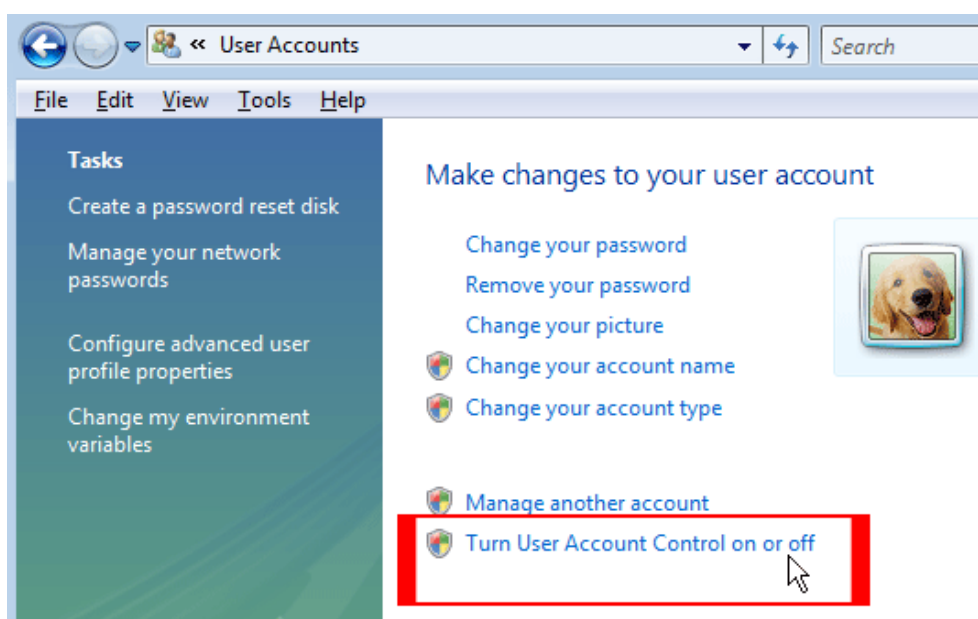 « User Accounts
Search
File Edit View Tools Help
Tasks
Create a password reset disk
Manage your network
passwords
Configure advanced user
profile properties
Change my environment
variables
Make changes to your user account
Change your password
Remove your password
Change your picture
Change your account name
Change your account type
Manage another account
Turn User Account Control on or off